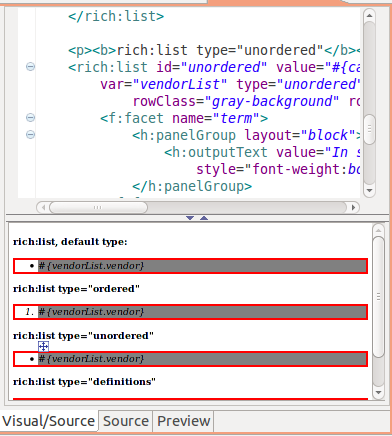 </rich:list>
<p><b>rich:list type="unordered"</b><
<rich:list id="unordered" value="#{ca
var="vendorList" type="unordered"
rowClass="gray-background" ro
<f:facet name="term">
<h:panelGroup layout="block">
<h:outputText value="In s
style="font-weight:bo
</h:panelGroup>
rich:list, default type:
• #{vendorList.vendor}
rich:list type="ordered"
1. #{vendorList.vendor}
rich:list type="unordered"
• #{vendorList.vendor}
rich:list type="definitions"
Visual/Source Source Preview